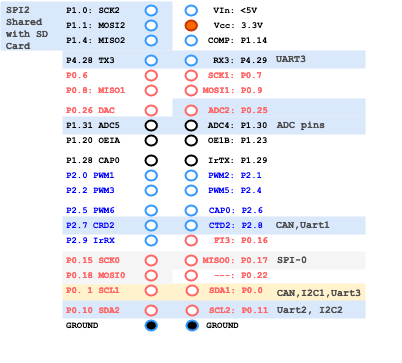 SPI2 P1.0: SCK2 VIn: <5V
Shared P1.1: MOSI2 Vcc: 3.3V
with SD P1.4: MISO2 COMP: P1.14
Card
P4.28 TX3 RX3: P4.29 UART3
P0.6 SCK1: P0.7
P0.8: MISO1 MOSI1: P0.9
P0.26 DAC ADC2: P0.25
P1.31 ADC5 ADC4: P1.30 ADC pins
P1.20 OEIA OE1B: P1.23
P1.28 CAP0 IrTX: P1.29
P2.0 PWM1 PWM2: P2.1
P2.2 PWM3 PWM5: P2.4
P2.5 PWM6 CAP0: P2.6
P2.7 CRD2 CTD2: P2.8 CAN,Uart1
P2.9 IrRX FI3: P0.16
P0.15 SCK0 MISO0: P0.17 SPI-0
P0.18 MOSI0 ---: P0.22
P0. 1 SCL1 SDA1: P0.0 CAN,I2C1,Uart3
P0.10 SDA2 SCL2: P0.11 Uart2, I2C2
GROUND GROUND